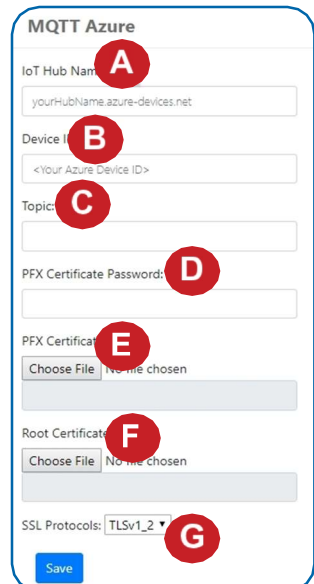 MQTT Azure
IoT Hub Nam A
yourHubName.azure-devices.net
Device I B
<Your Azure Device ID>
Topic: C
PFX Certificate Password: D
PFX Certificat E
Choose File No file chosen
Root Certificate F
Choose File No file chosen
SSL Protocols: TLSv1_2 G
Save